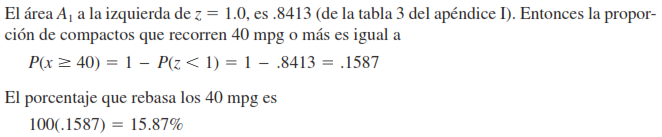 El área A₁ a la izquierda de z = 1.0, es .8413 (de la tabla 3 del apéndice I). Entonces la propor-
ción de compactos que recorren 40 mpg o más es igual a
P(x ≥ 40) = 1 − P(z < 1) = 1 − .8413 = .1587
El porcentaje que rebasa los 40 mpg es
100(.1587) = 15.87%